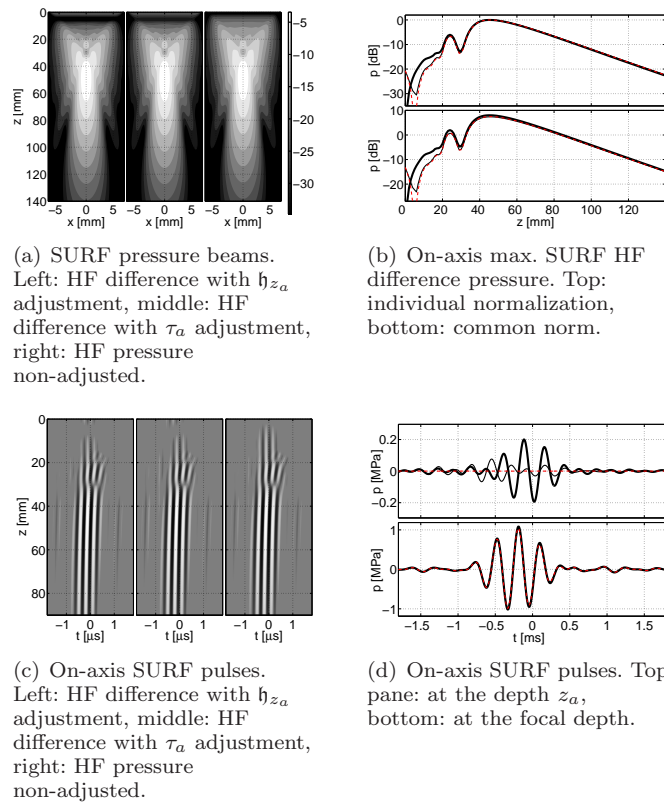 0
20
40
60
80
100
120
140
z [mm]
−5 0 5 −5 0 5 −5 0 5
x [mm] x [mm] x [mm]
−5
−10
−15
−20
−25
−30
(a) SURF pressure beams.
Left: HF difference with 𝔥zₐ
adjustment, middle: HF
difference with τₐ adjustment,
right: HF pressure
non-adjusted.
0
−10
−20
−30
p [dB]
0
−10
−20
p [dB]
0 20 40 60 80 100 120
z [mm]
(b) On-axis max. SURF HF
difference pressure. Top:
individual normalization,
bottom: common norm.
0
20
40
60
80
z [mm]
−1 0 1 −1 0 1 −1 0 1
t [μs] t [μs] t [μs]
(c) On-axis SURF pulses.
Left: HF difference with 𝔥zₐ
adjustment, middle: HF
difference with τₐ adjustment,
right: HF pressure
non-adjusted.
0.2
0
−0.2
p [MPa]
1
0
−1
p [MPa]
−1.5 −1 −0.5 0 0.5 1 1.5
t [ms]
(d) On-axis SURF pulses. Top
pane: at the depth zₐ,
bottom: at the focal depth.